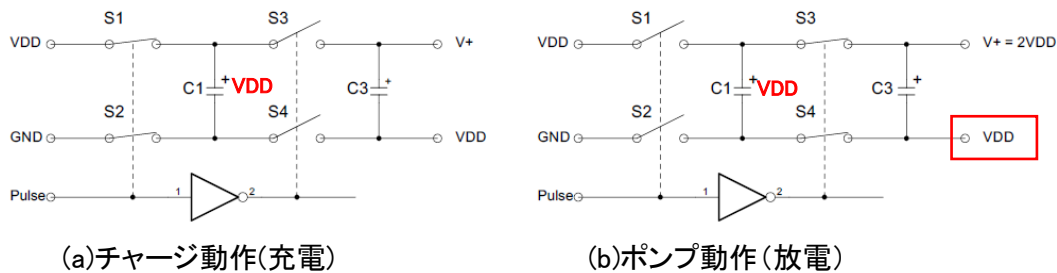 S1 S3
VDD V+
C1 VDD C3
S2 S4
GND VDD
Pulse 1 2
(a)チャージ動作(充電)
S1 S3
VDD V+ = 2VDD
C1 VDD C3
S2 S4
GND VDD
Pulse 1 2
(b)ポンプ動作(放電)